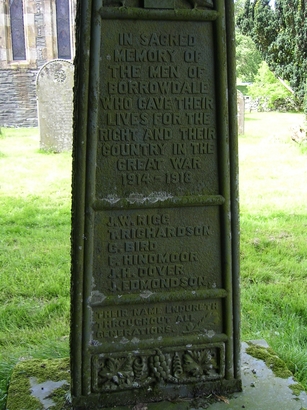 IN SACRED
MEMORY OF
THE MEN OF
BORROWDALE
WHO GAVE THEIR
LIVES FOR THE
RIGHT AND THEIR
COUNTRY IN THE
GREAT WAR
1914-1918
J.W. RIGG
T. RICHARDSON
G. BIRD
E. HINDMOOR
J.H. DOVER
J. EDMONDSON
THEIR NAME ENDURETH
THROUGHOUT ALL
GENERATIONS